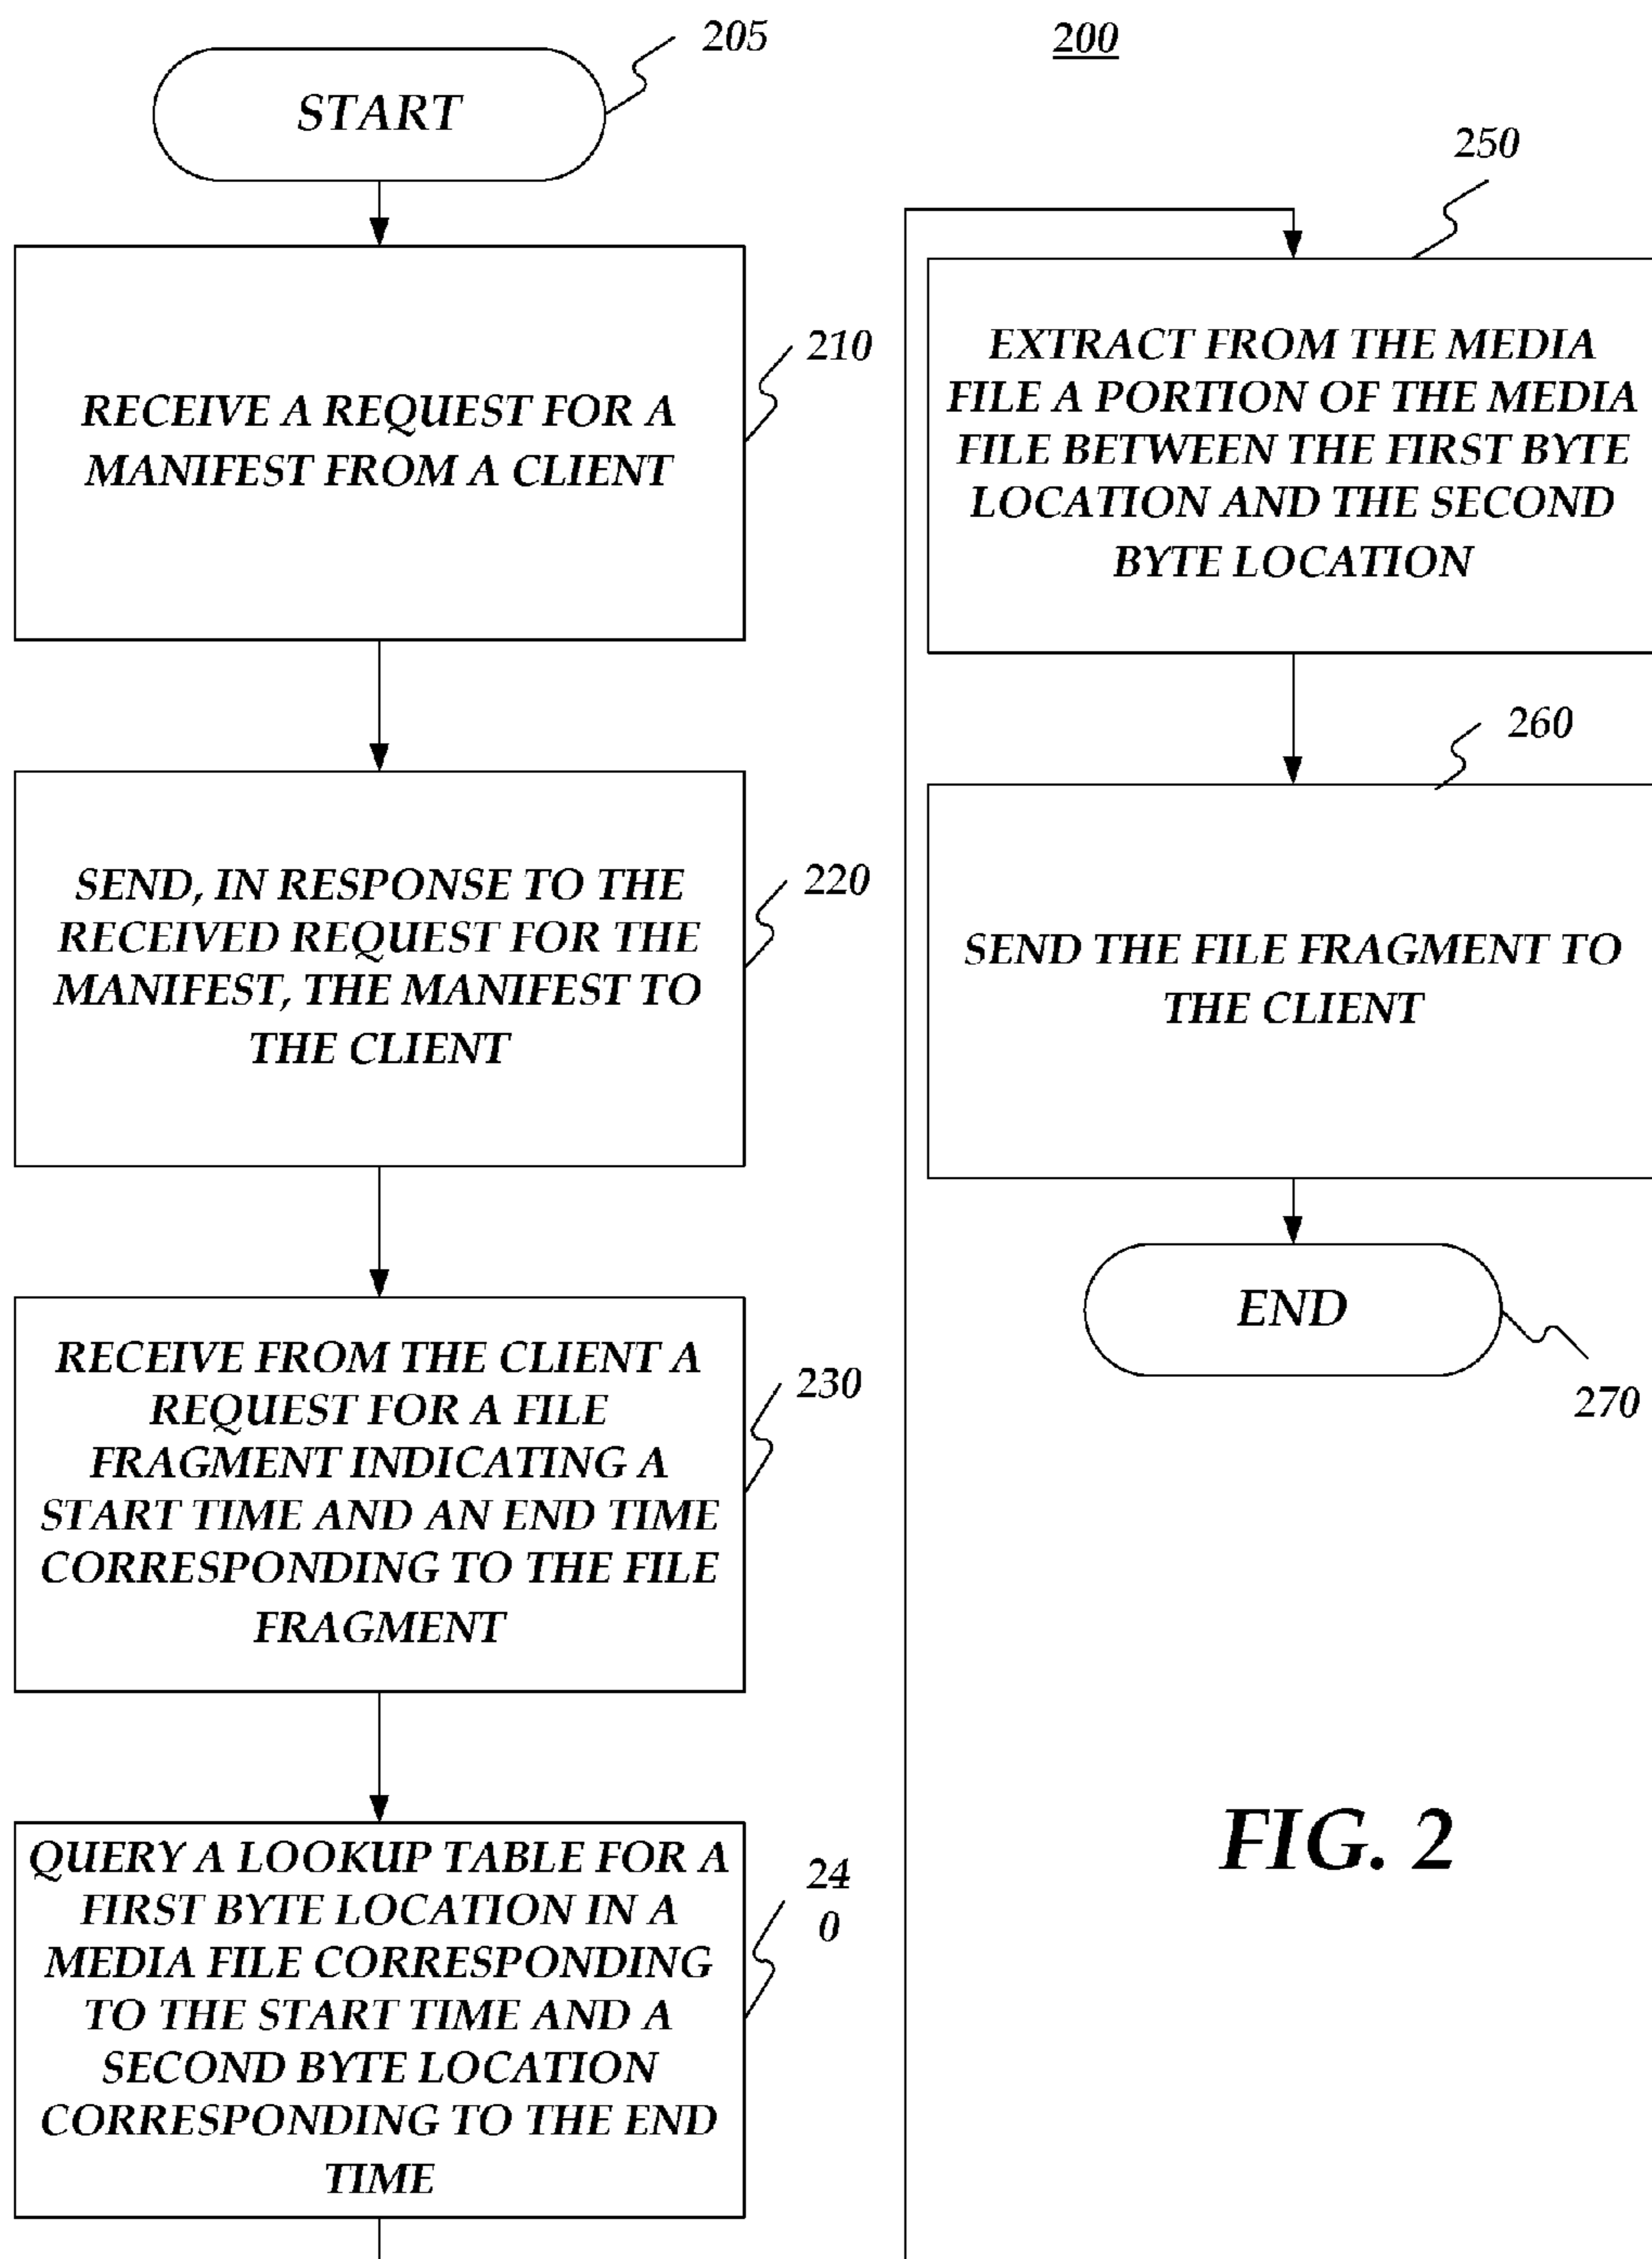 200
START
205
RECEIVE A REQUEST FOR A
MANIFEST FROM A CLIENT
210
SEND, IN RESPONSE TO THE
RECEIVED REQUEST FOR THE
MANIFEST, THE MANIFEST TO
THE CLIENT
220
RECEIVE FROM THE CLIENT A
REQUEST FOR A FILE
FRAGMENT INDICATING A
START TIME AND AN END TIME
CORRESPONDING TO THE FILE
FRAGMENT
230
QUERY A LOOKUP TABLE FOR A
FIRST BYTE LOCATION IN A
MEDIA FILE CORRESPONDING
TO THE START TIME AND A
SECOND BYTE LOCATION
CORRESPONDING TO THE END
TIME
24
0
250
EXTRACT FROM THE MEDIA
FILE A PORTION OF THE MEDIA
FILE BETWEEN THE FIRST BYTE
LOCATION AND THE SECOND
BYTE LOCATION
260
SEND THE FILE FRAGMENT TO
THE CLIENT
END
270
FIG. 2